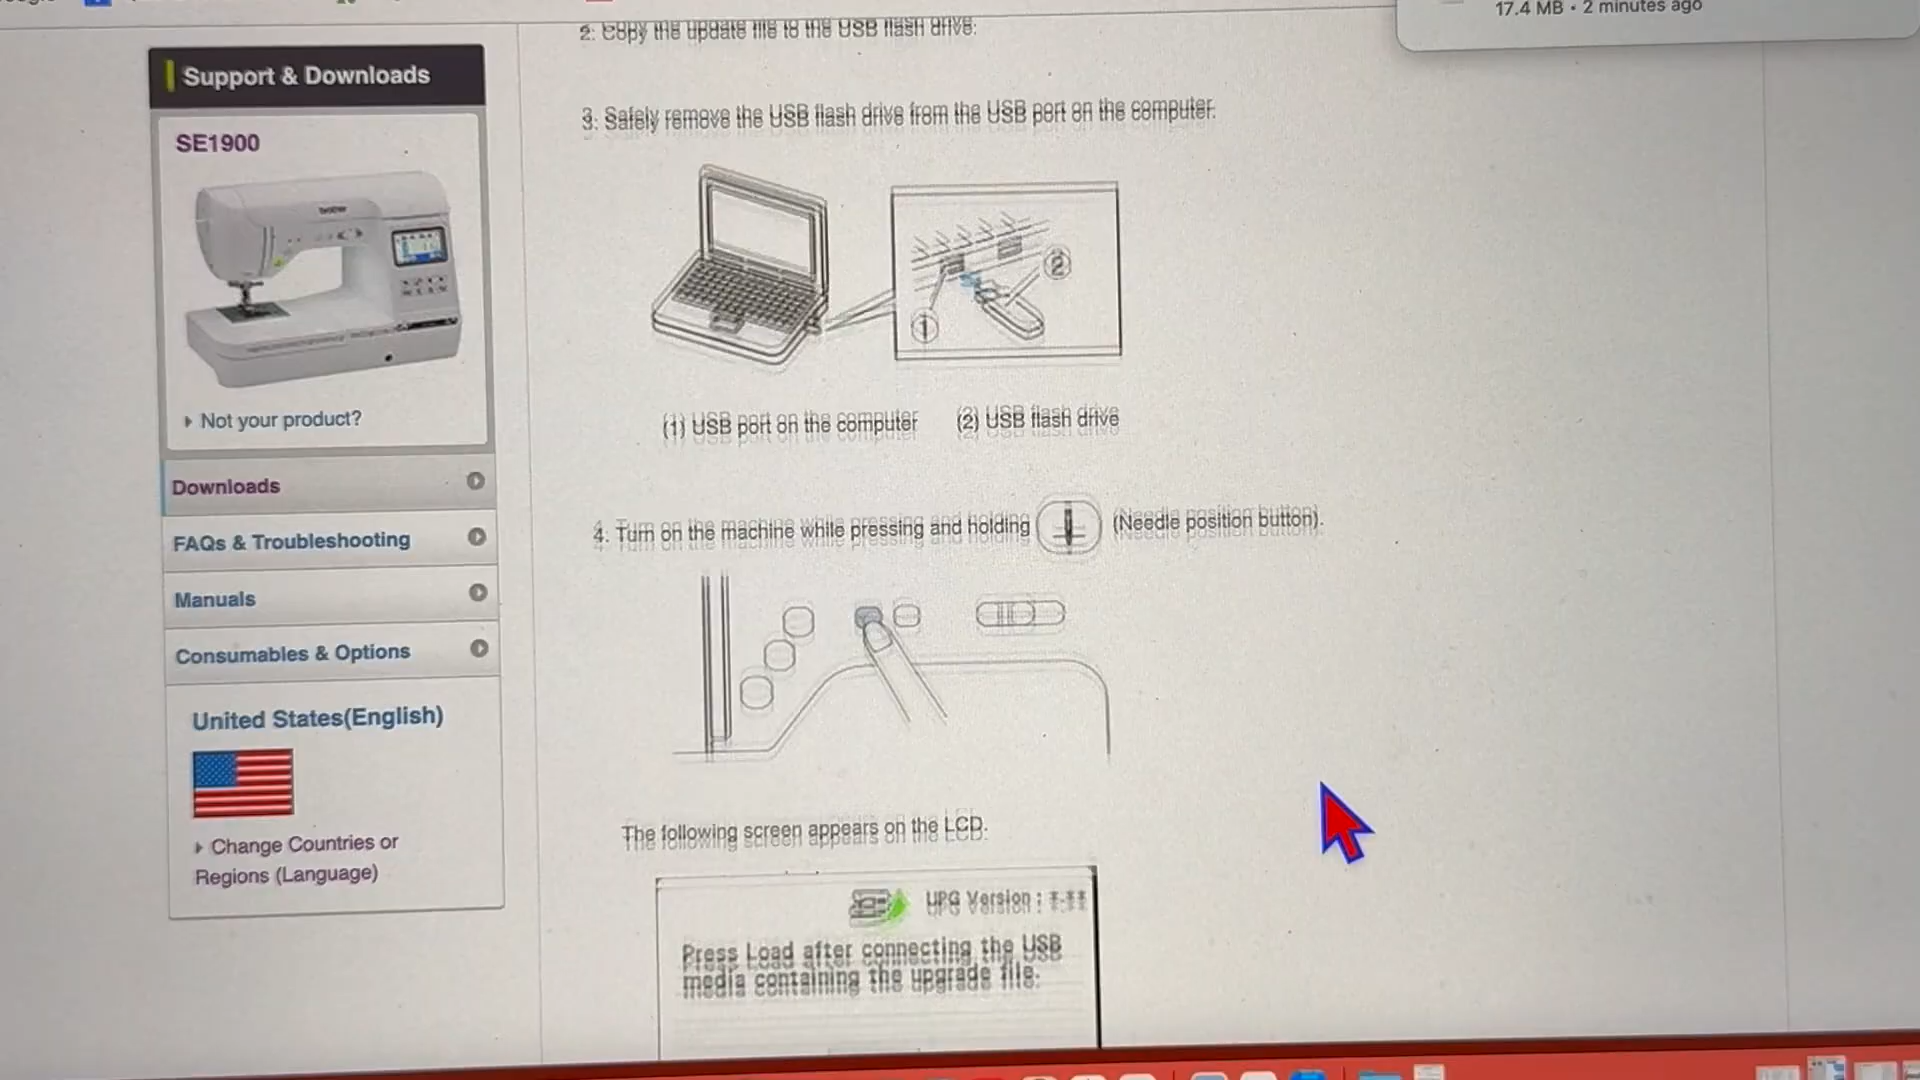 17.4 MB • 2 minutes ago
2. Copy the update file to the USB flash drive.
Support & Downloads
SE1900
brother
Not your product?
Downloads
FAQs & Troubleshooting
Manuals
Consumables & Options
United States(English)
Change Countries or
Regions (Language)
3. Safely remove the USB flash drive from the USB port on the computer.
2
1
(1) USB port on the computer (2) USB flash drive
4. Turn on the machine while pressing and holding (Needle position button).
The following screen appears on the LCD.
UPG Version : *.**
Press Load after connecting the USB
media containing the upgrade file.